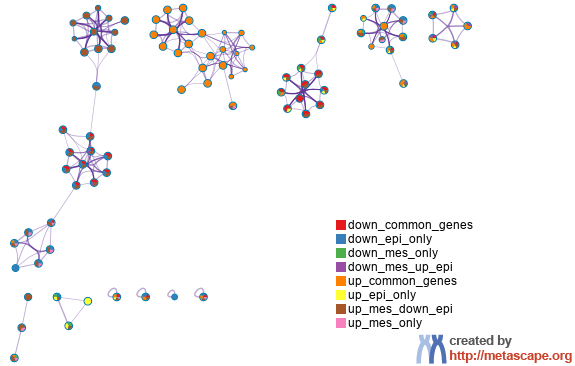 down_common_genes
down_epi_only
down_mes_only
down_mes_up_epi
up_common_genes
up_epi_only
up_mes_down_epi
up_mes_only
created by
http://metascape.org